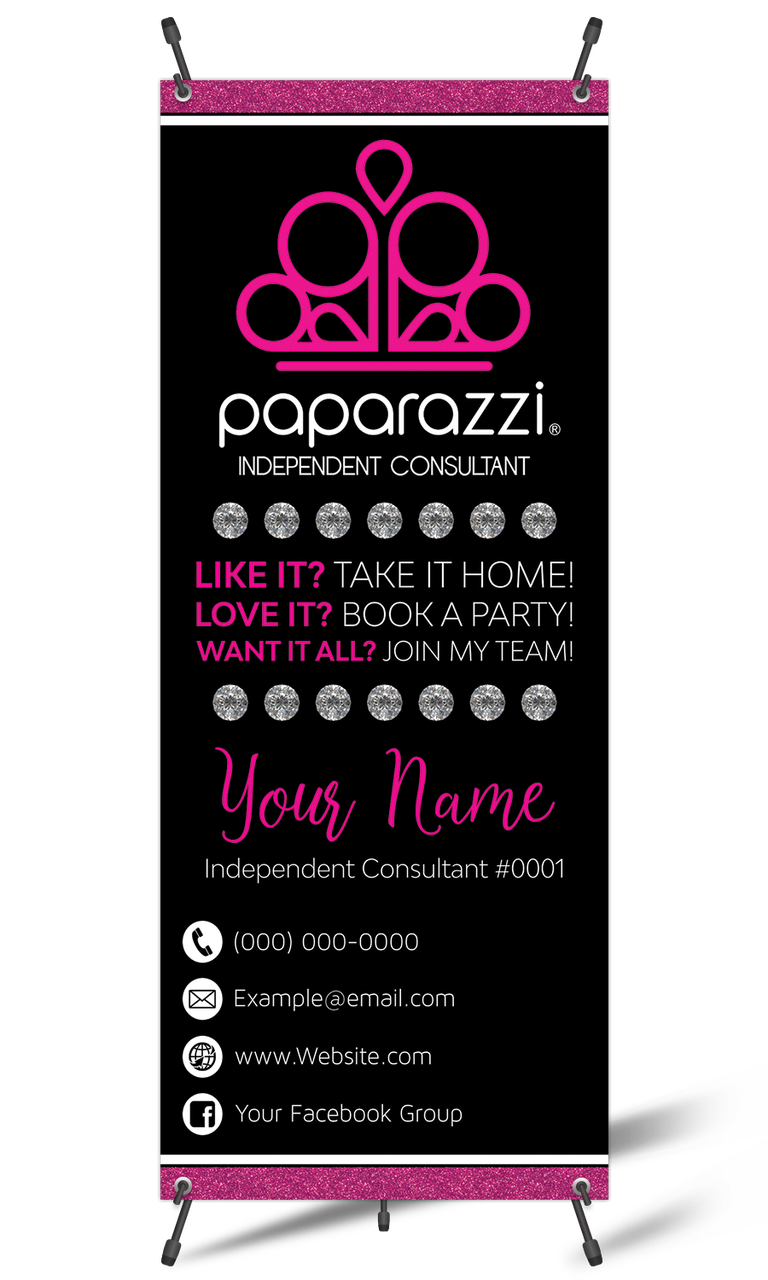 paparazzi®
INDEPENDENT CONSULTANT
LIKE IT? TAKE IT HOME!
LOVE IT? BOOK A PARTY!
WANT IT ALL? JOIN MY TEAM!
Your Name
Independent Consultant #0001
(000) 000-0000
Example@email.com
www.Website.com
Your Facebook Group